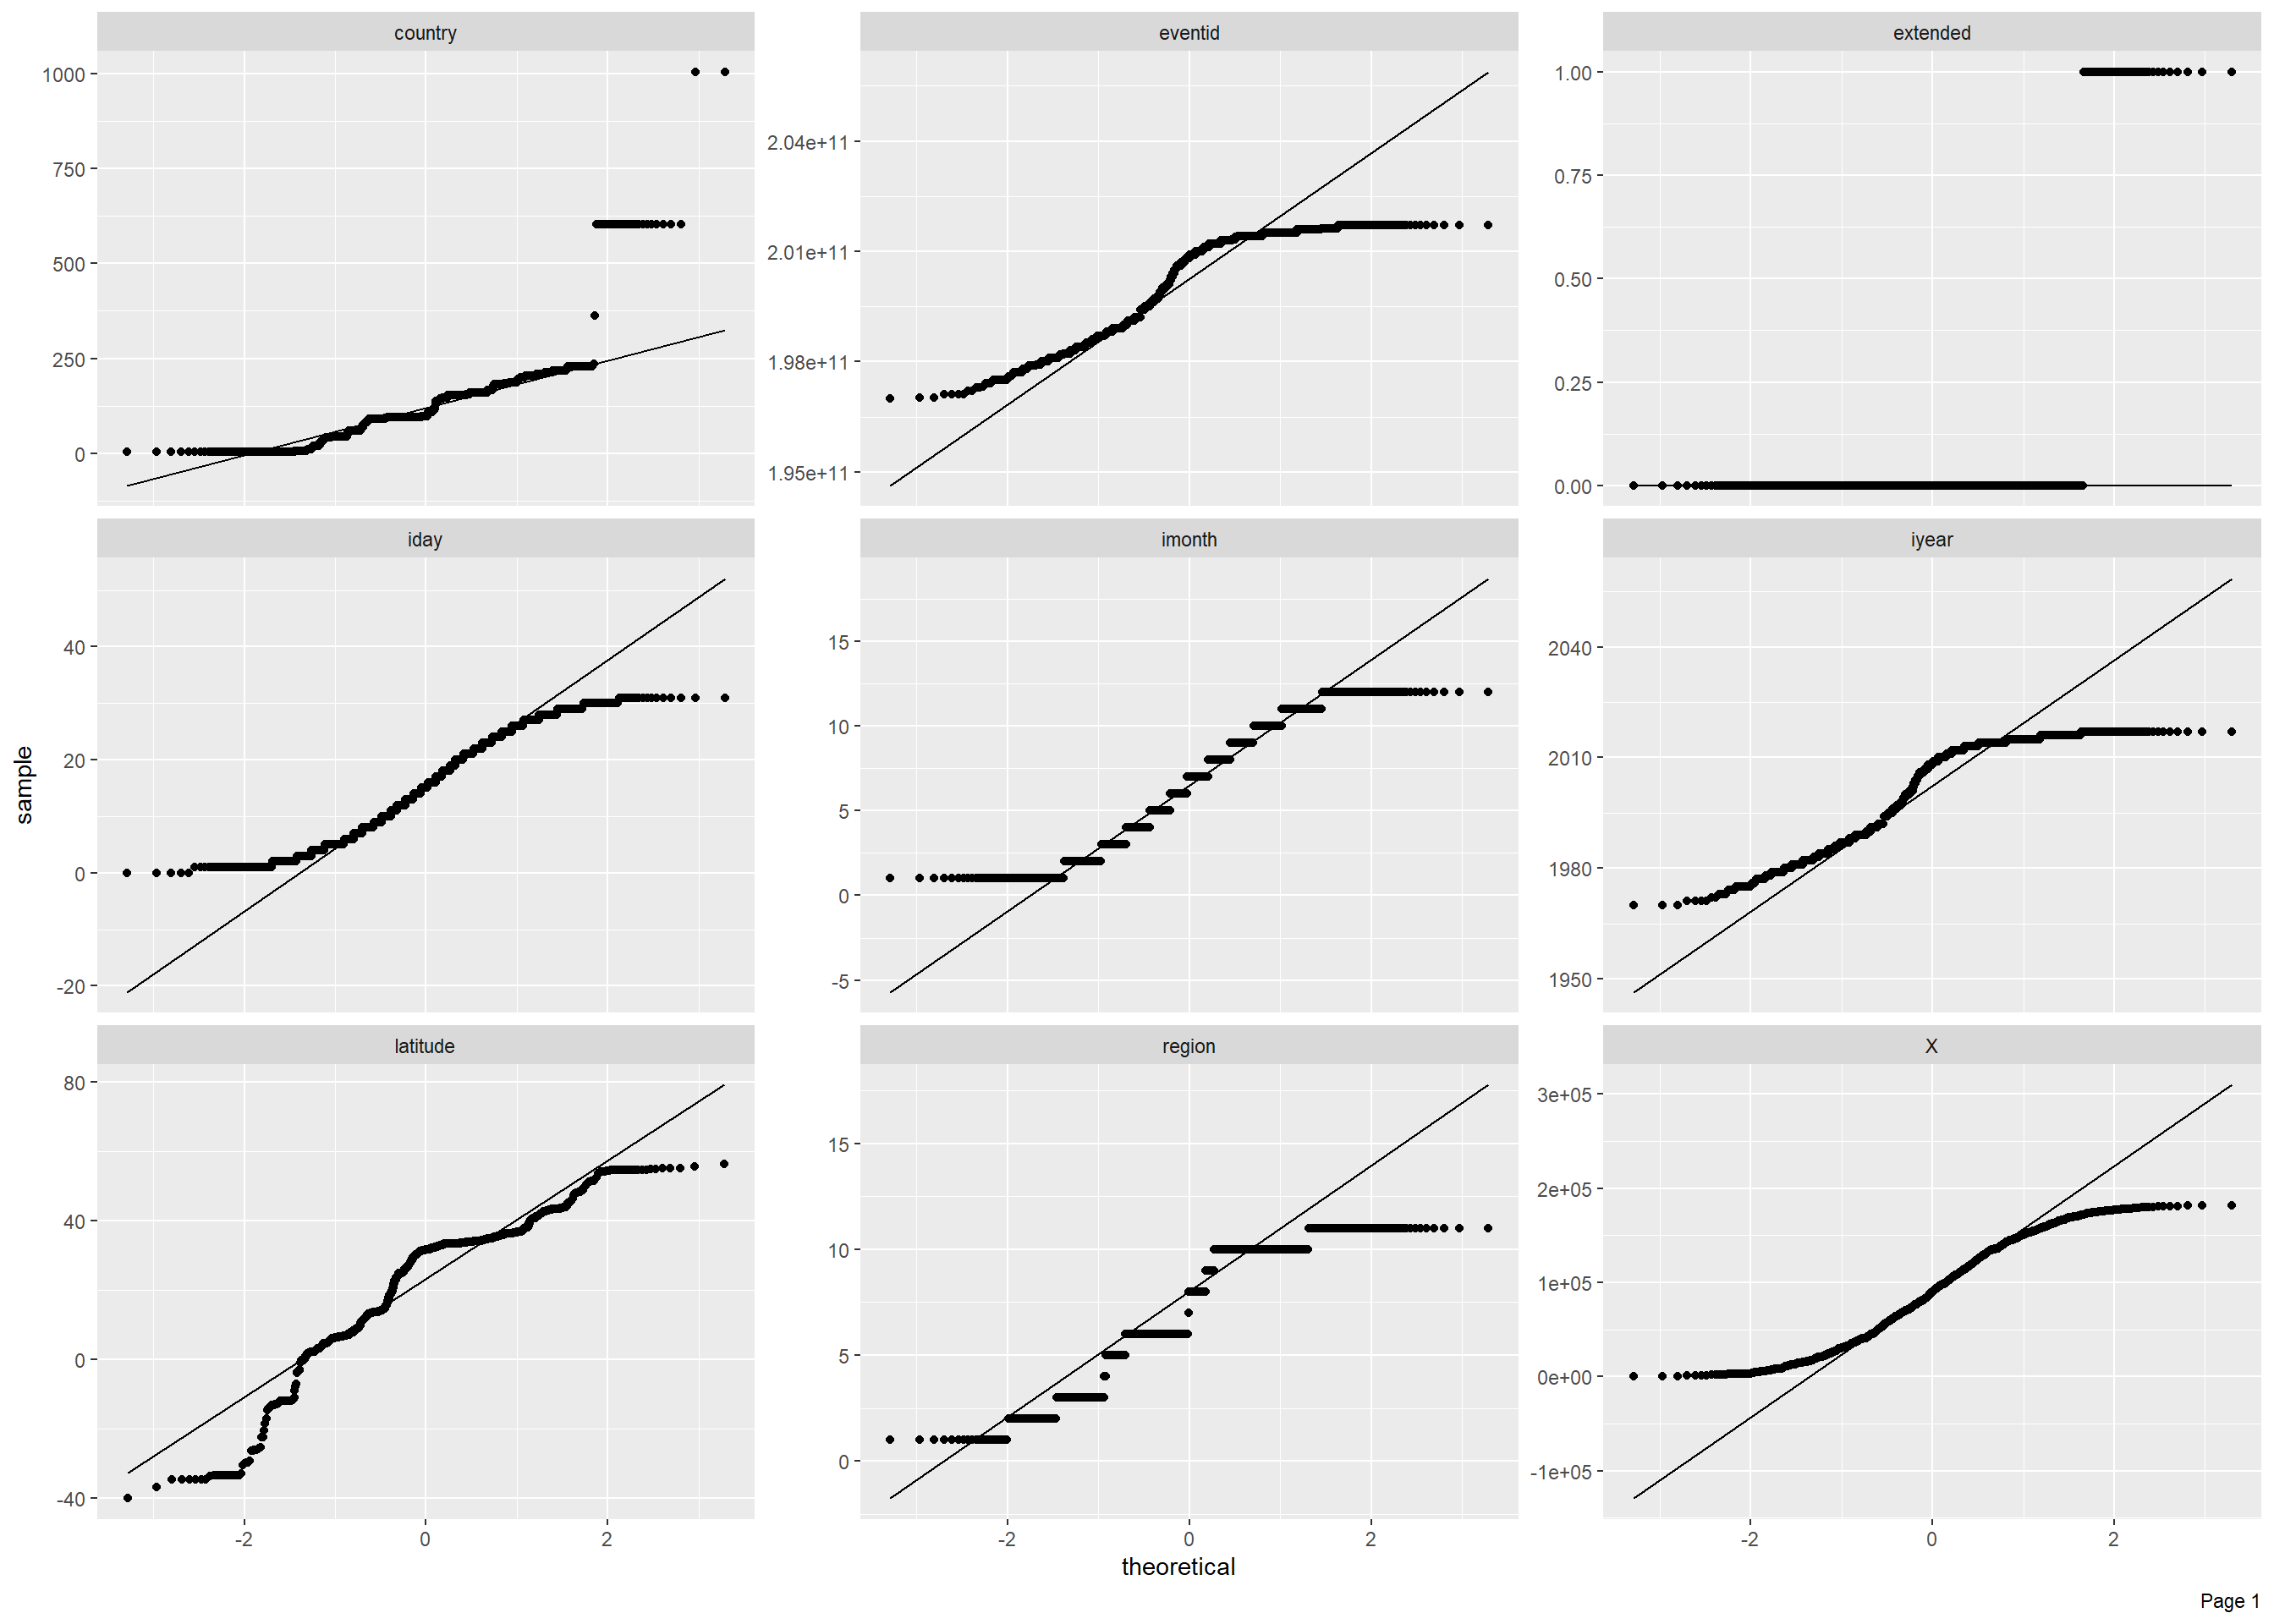 country
eventid
extended
1000
750
500
250
0
2.04e+11
2.01e+11
1.98e+11
1.95e+11
1.00
0.75
0.50
0.25
0.00
iday
imonth
iyear
40
20
0
-20
15
10
5
0
-5
2040
2010
1980
1950
sample
latitude
region
X
80
40
0
-40
15
10
5
0
3e+05
2e+05
1e+05
0e+00
-1e+05
-2 0 2
-2 0 2
-2 0 2
theoretical
Page 1